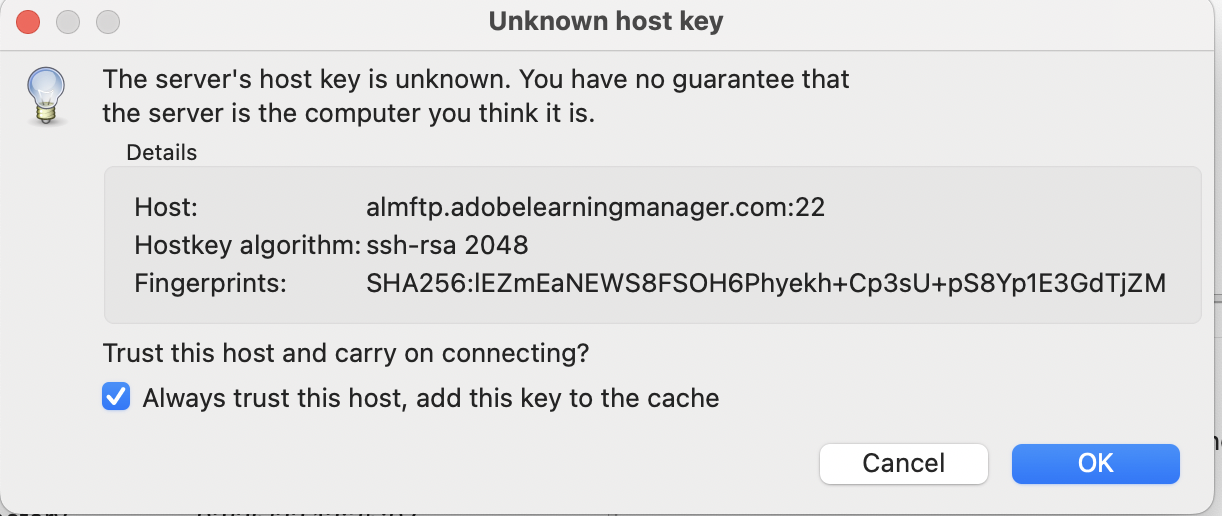 Unknown host key
The server's host key is unknown. You have no guarantee that
the server is the computer you think it is.
Details
Host: almftp.adobelearningmanager.com:22
Hostkey algorithm: ssh-rsa 2048
Fingerprints: SHA256:lEZmEaNEWS8FSOH6Phyekh+Cp3sU+pS8Yp1E3GdTjZM
Trust this host and carry on connecting?
Always trust this host, add this key to the cache
Cancel OK